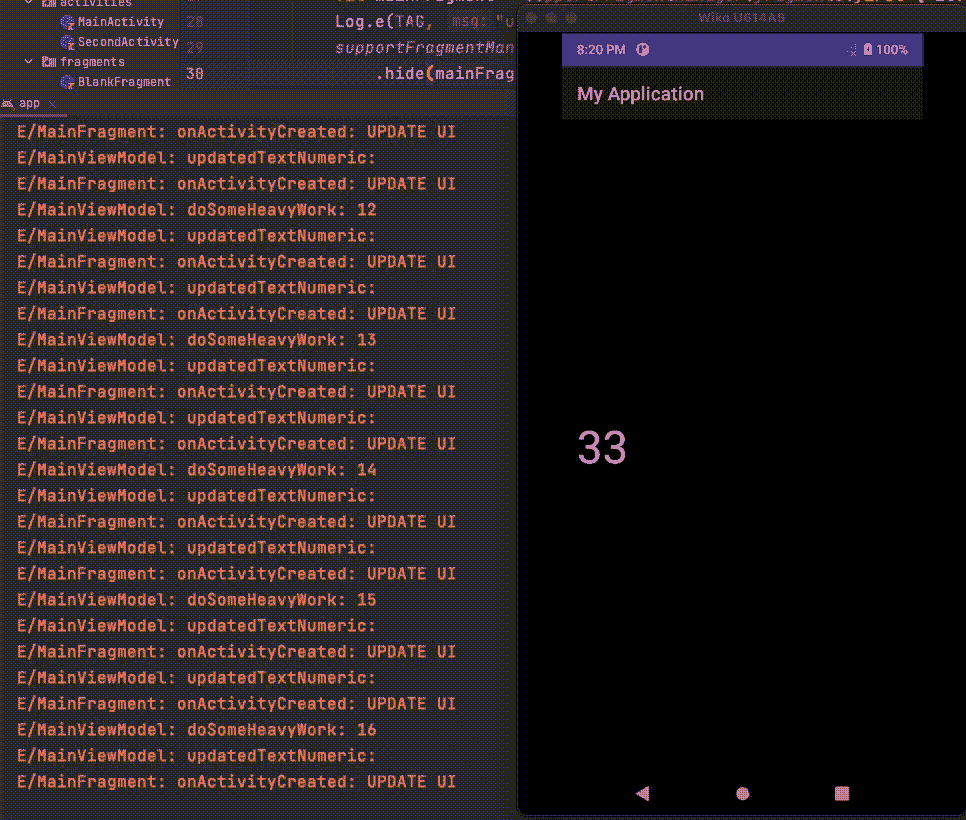 activities
MainActivity
SecondActivity
fragments
BlankFragment
28
29
30
Log.e(TAG, msg: "u
supportFragmentMan
.hide(mainFrag
app ×
E/MainFragment: onActivityCreated: UPDATE UI
E/MainViewModel: updatedTextNumeric:
E/MainFragment: onActivityCreated: UPDATE UI
E/MainViewModel: doSomeHeavyWork: 12
E/MainViewModel: updatedTextNumeric:
E/MainFragment: onActivityCreated: UPDATE UI
E/MainViewModel: updatedTextNumeric:
E/MainFragment: onActivityCreated: UPDATE UI
E/MainViewModel: doSomeHeavyWork: 13
E/MainViewModel: updatedTextNumeric:
E/MainFragment: onActivityCreated: UPDATE UI
E/MainViewModel: updatedTextNumeric:
E/MainFragment: onActivityCreated: UPDATE UI
E/MainViewModel: doSomeHeavyWork: 14
E/MainViewModel: updatedTextNumeric:
E/MainFragment: onActivityCreated: UPDATE UI
E/MainViewModel: updatedTextNumeric:
E/MainFragment: onActivityCreated: UPDATE UI
E/MainViewModel: doSomeHeavyWork: 15
E/MainViewModel: updatedTextNumeric:
E/MainFragment: onActivityCreated: UPDATE UI
E/MainViewModel: updatedTextNumeric:
E/MainFragment: onActivityCreated: UPDATE UI
E/MainViewModel: doSomeHeavyWork: 16
E/MainViewModel: updatedTextNumeric:
E/MainFragment: onActivityCreated: UPDATE UI
Wiko U614AS
8:20 PM 100%
My Application
33